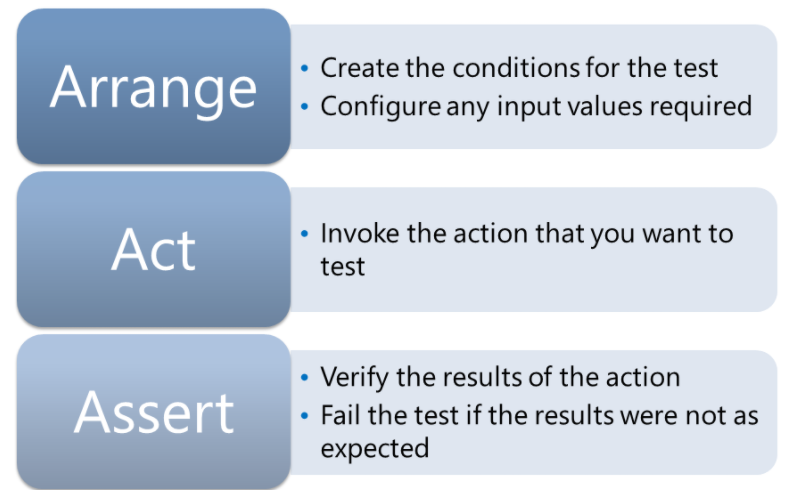 Arrange
• Create the conditions for the test
• Configure any input values required
Act
• Invoke the action that you want to
test
Assert
• Verify the results of the action
• Fail the test if the results were not as
expected